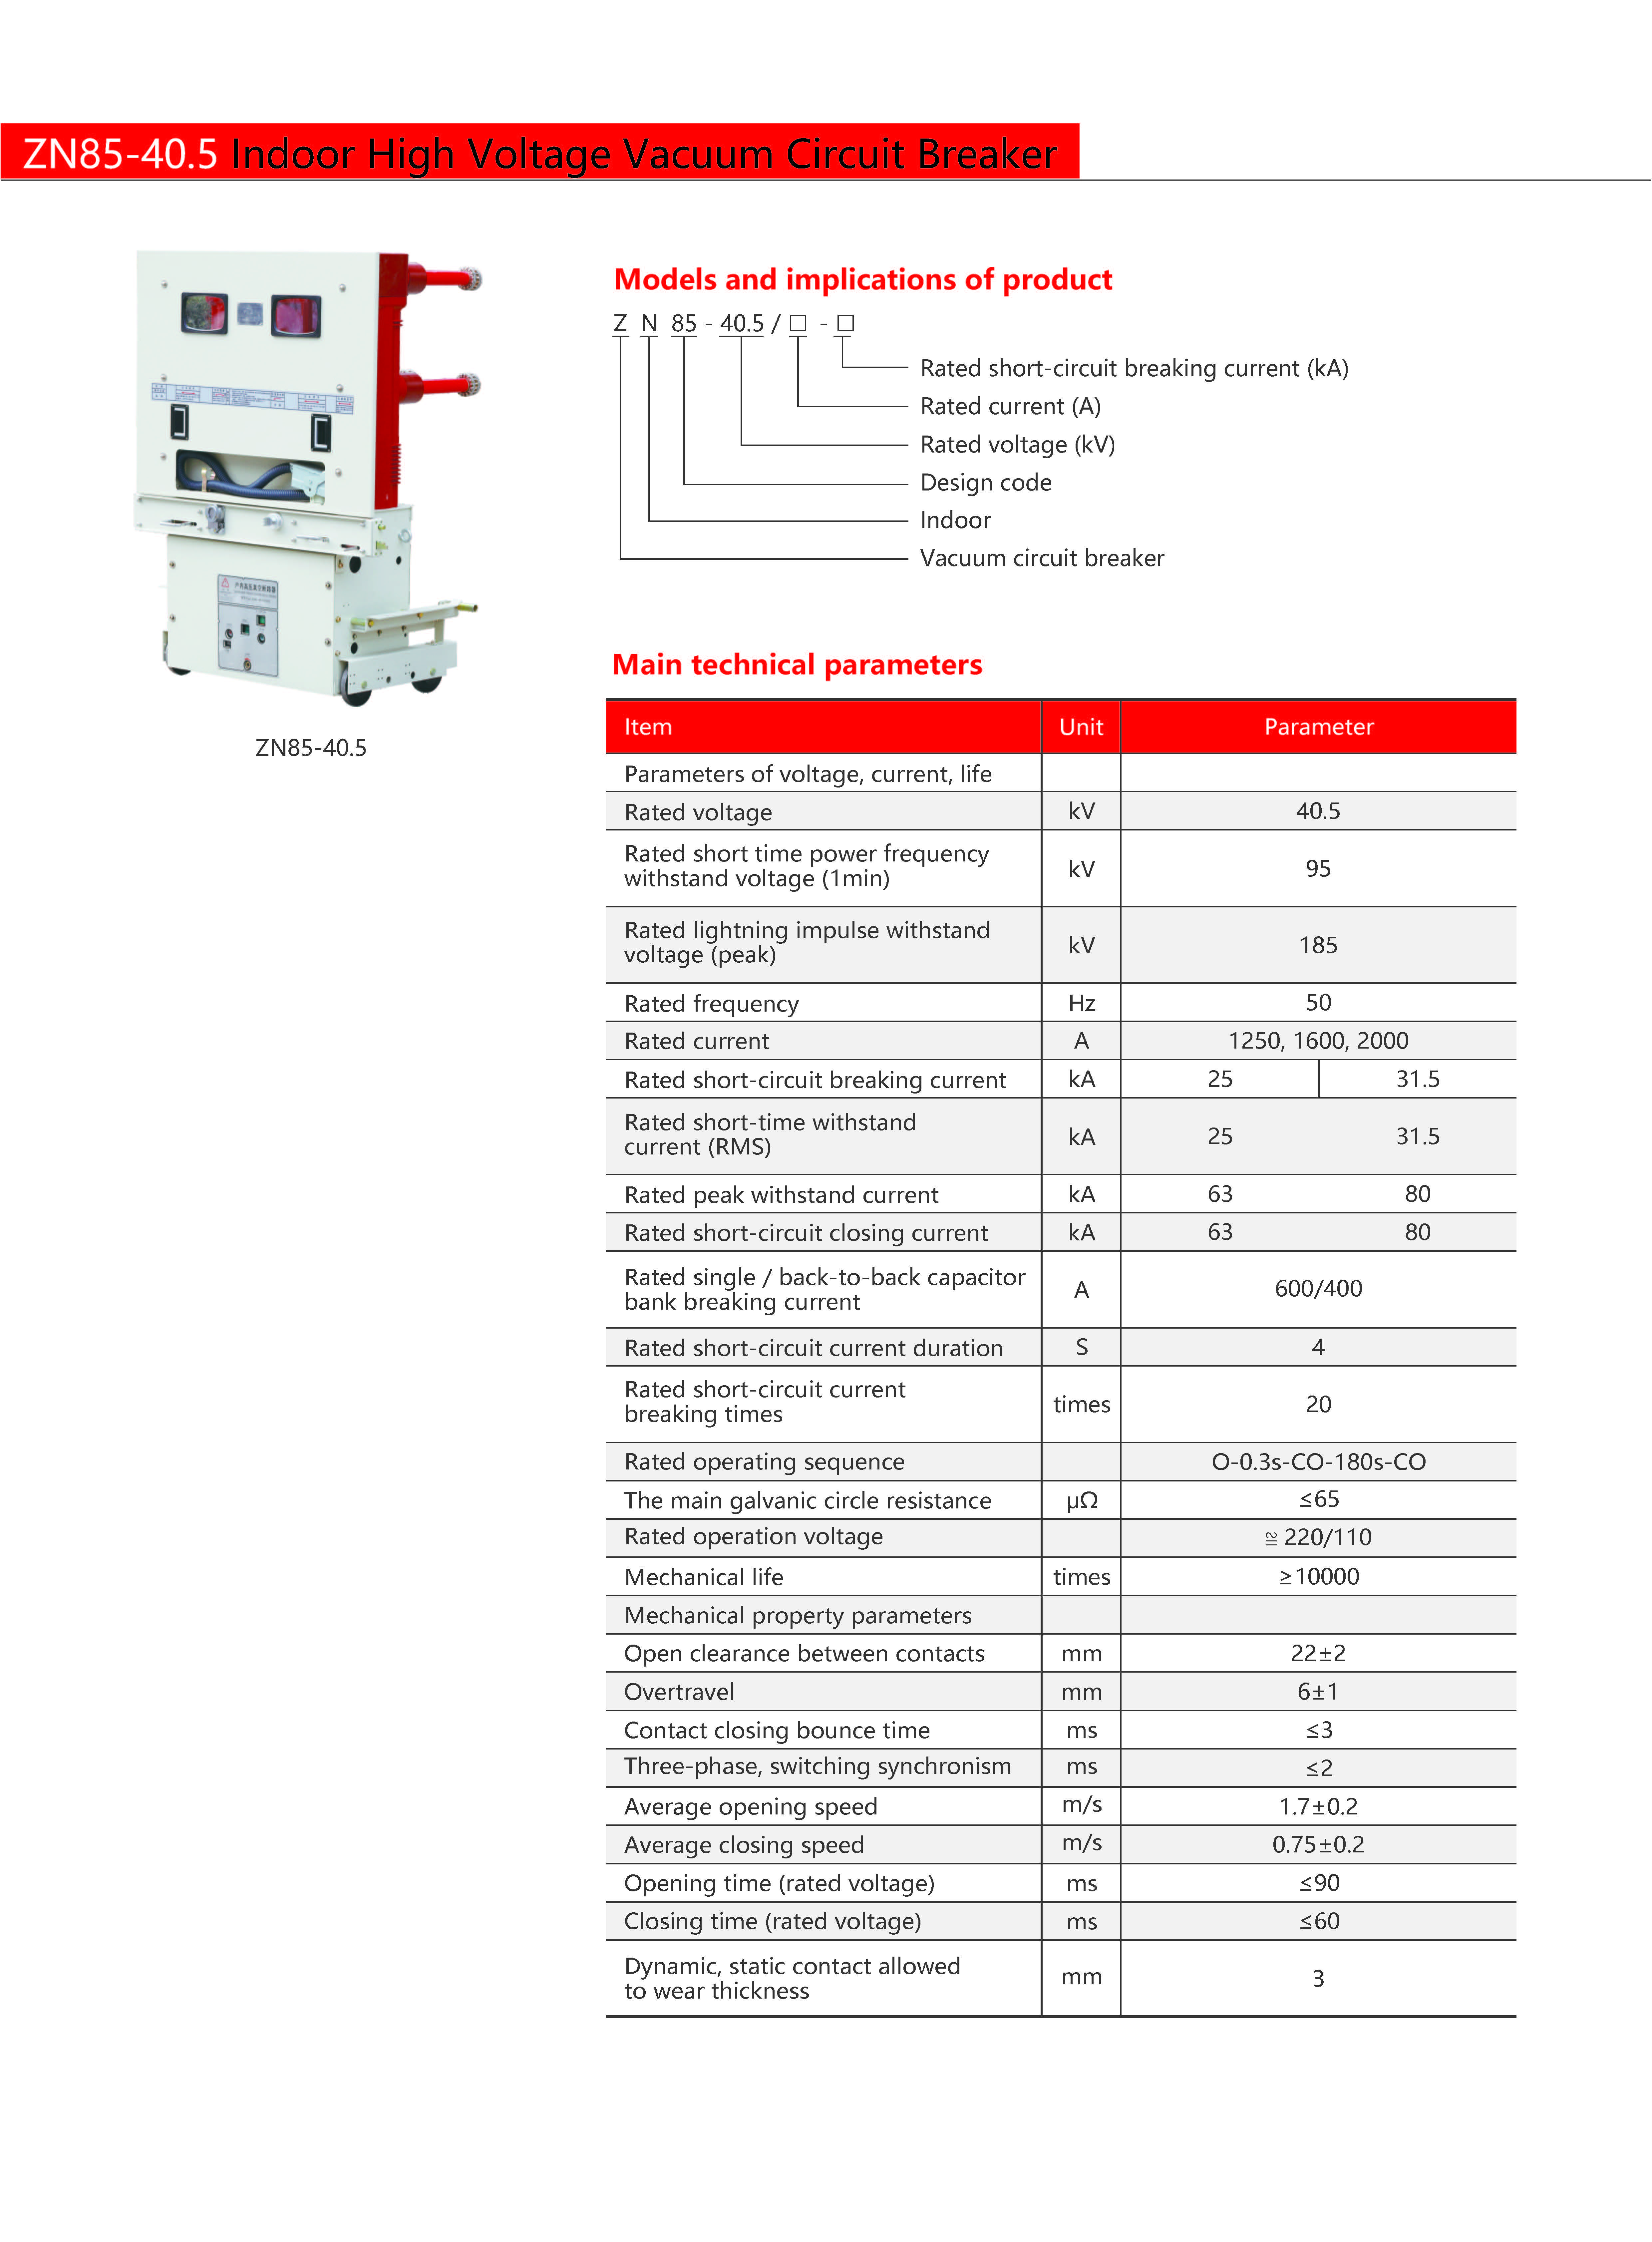 ZN85-40.5 Indoor High Voltage Vacuum Circuit Breaker
ZN85-40.5
Models and implications of product
Z N 85 - 40.5 / □ - □
Rated short-circuit breaking current (kA)
Rated current (A)
Rated voltage (kV)
Design code
Indoor
Vacuum circuit breaker
Main technical parameters
Item Unit Parameter
Parameters of voltage, current, life
Rated voltage kV 40.5
Rated short time power frequency
withstand voltage (1min) kV 95
Rated lightning impulse withstand
voltage (peak) kV 185
Rated frequency Hz 50
Rated current A 1250, 1600, 2000
Rated short-circuit breaking current kA 25 31.5
Rated short-time withstand
current (RMS) kA 25 31.5
Rated peak withstand current kA 63 80
Rated short-circuit closing current kA 63 80
Rated single / back-to-back capacitor
bank breaking current A 600/400
Rated short-circuit current duration S 4
Rated short-circuit current
breaking times times 20
Rated operating sequence O-0.3s-CO-180s-CO
The main galvanic circle resistance μΩ ≤65
Rated operation voltage ≌ 220/110
Mechanical life times ≥10000
Mechanical property parameters
Open clearance between contacts mm 22±2
Overtravel mm 6±1
Contact closing bounce time ms ≤3
Three-phase, switching synchronism ms ≤2
Average opening speed m/s 1.7±0.2
Average closing speed m/s 0.75±0.2
Opening time (rated voltage) ms ≤90
Closing time (rated voltage) ms ≤60
Dynamic, static contact allowed
to wear thickness mm 3